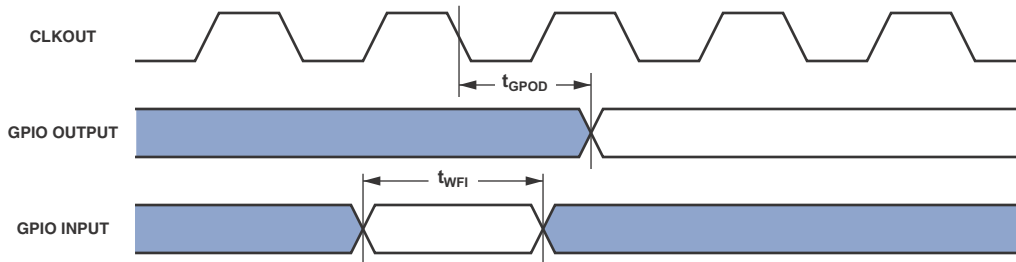 CLKOUT
tGPOD
GPIO OUTPUT
tWFI
GPIO INPUT